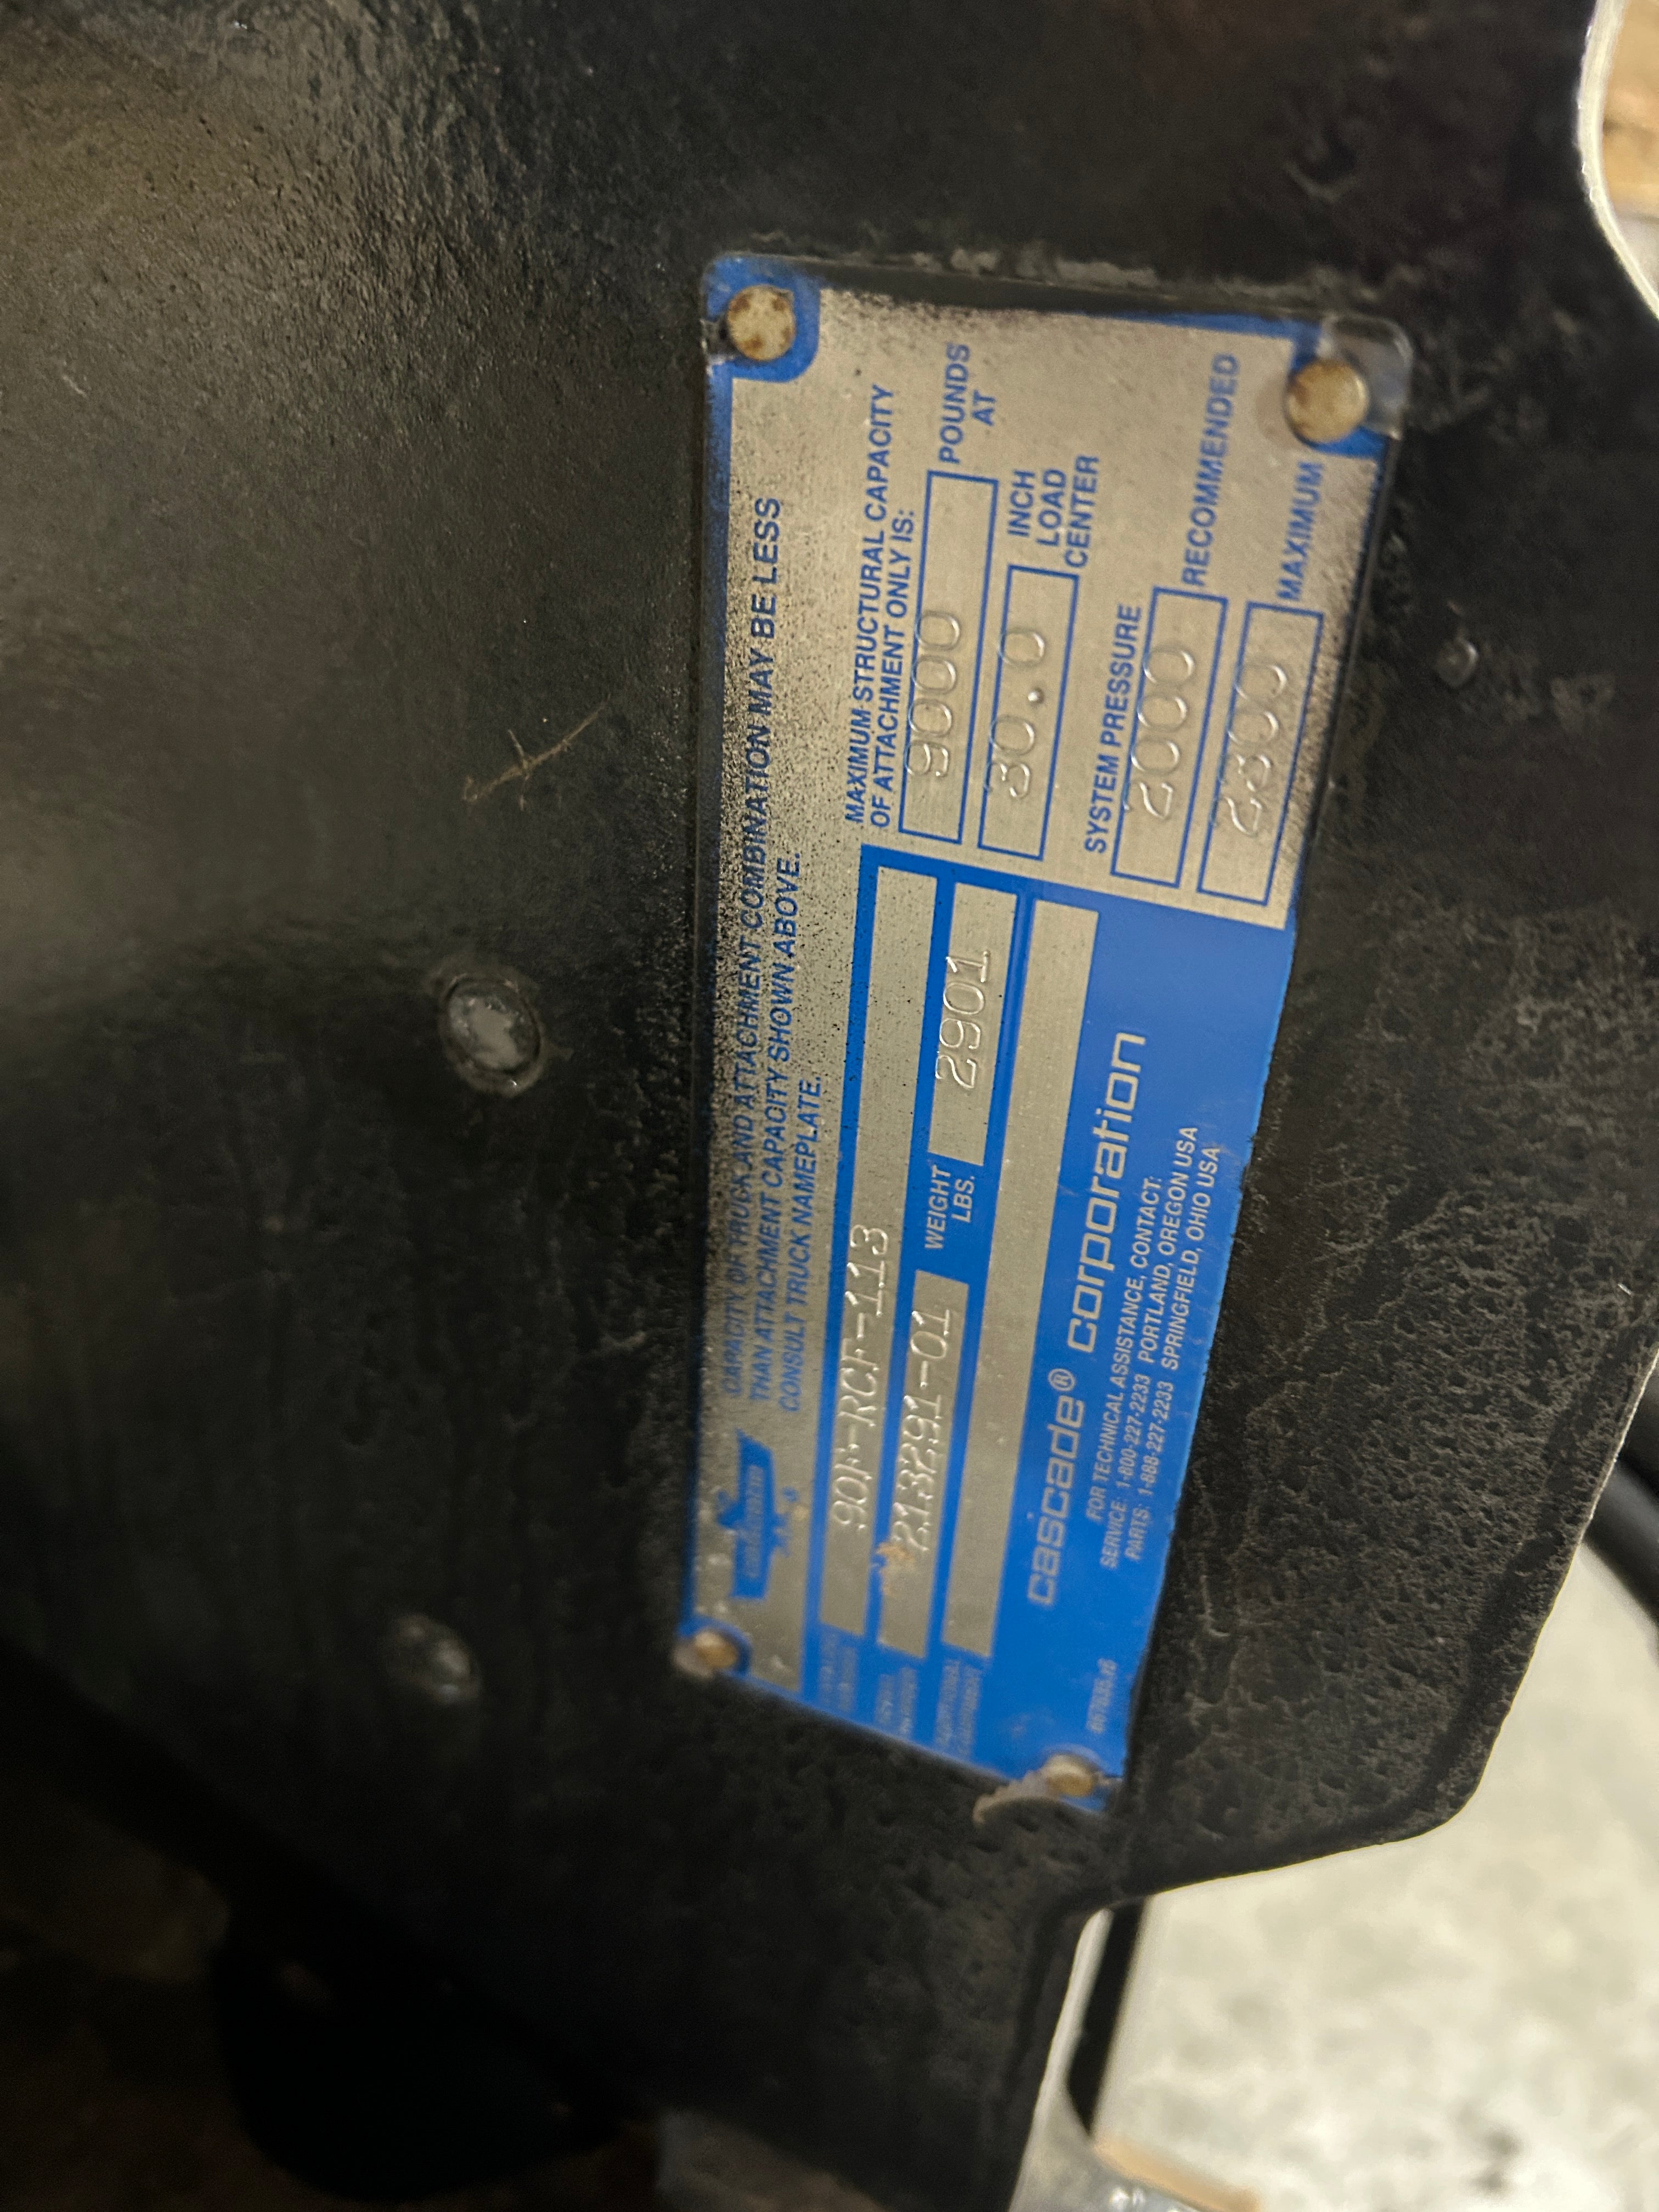 CAPACITY OF TRUCK AND ATTACHMENT COMBINATION MAY BE LESS
THAN ATTACHMENT CAPACITY SHOWN ABOVE.
CONSULT TRUCK NAMEPLATE.
90F-RCF-113
213291-01
WEIGHT
LBS.
2901
MAXIMUM STRUCTURAL CAPACITY
OF ATTACHMENT ONLY IS:
9000 POUNDS
AT
30.0 INCH
LOAD
CENTER
SYSTEM PRESSURE
2000 RECOMMENDED
2300 MAXIMUM
cascade® corporation
FOR TECHNICAL ASSISTANCE, CONTACT:
SERVICE: 1-800-227-2233 PORTLAND, OREGON USA
PARTS: 1-888-227-2233 SPRINGFIELD, OHIO USA